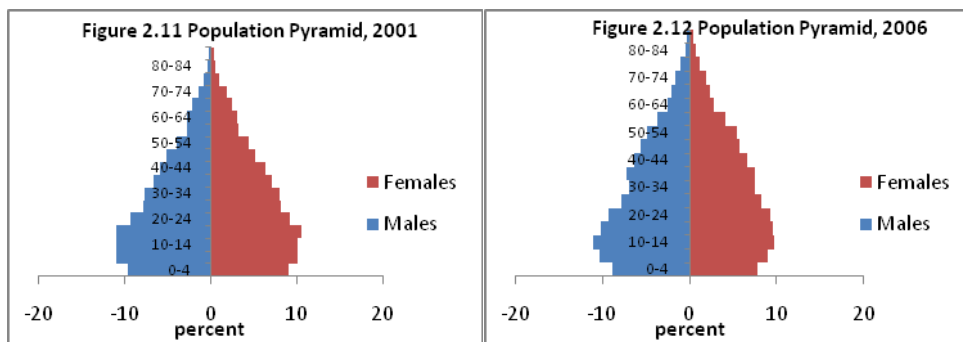 Figure 2.11 Population Pyramid, 2001
80-84
70-74
60-64
50-54
40-44
30-34
20-24
10-14
0-4
Females
Males
-20 -10 0 10 20
percent
Figure 2.12 Population Pyramid, 2006
80-84
70-74
60-64
50-54
40-44
30-34
20-24
10-14
0-4
Females
Males
-20 -10 0 10 20
percent